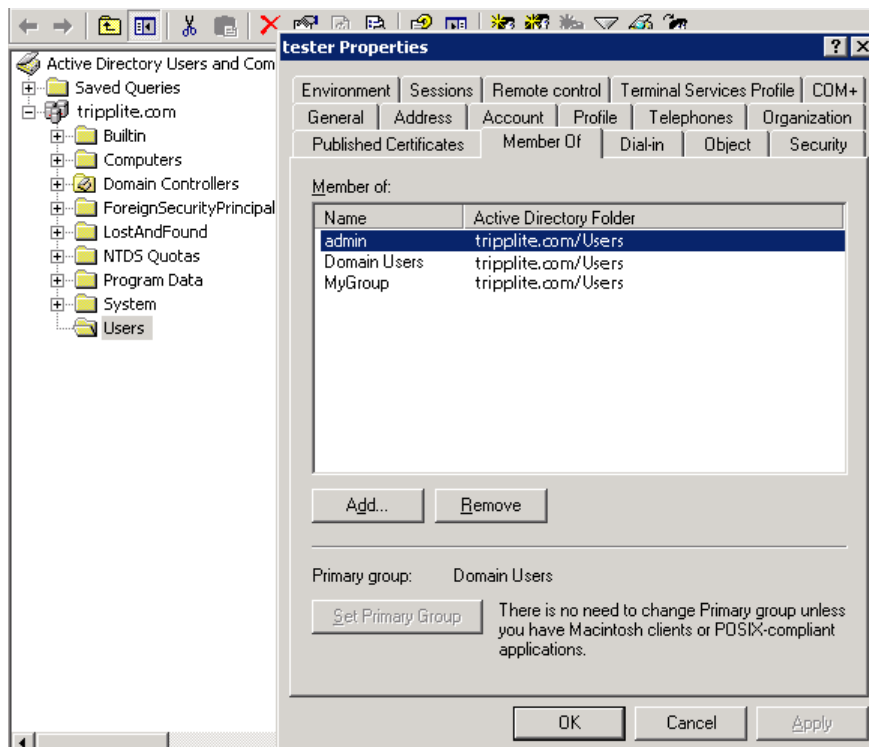 tester Properties
Active Directory Users and Com
Saved Queries
tripplite.com
Builtin
Computers
Domain Controllers
ForeignSecurityPrincipal
LostAndFound
NTDS Quotas
Program Data
System
Users
Environment Sessions Remote control Terminal Services Profile COM+
General Address Account Profile Telephones Organization
Published Certificates Member Of Dial-in Object Security
Member of:
Name Active Directory Folder
admin tripplite.com/Users
Domain Users tripplite.com/Users
MyGroup tripplite.com/Users
Add... Remove
Primary group: Domain Users
Set Primary Group
There is no need to change Primary group unless
you have Macintosh clients or POSIX-compliant
applications.
OK Cancel Apply